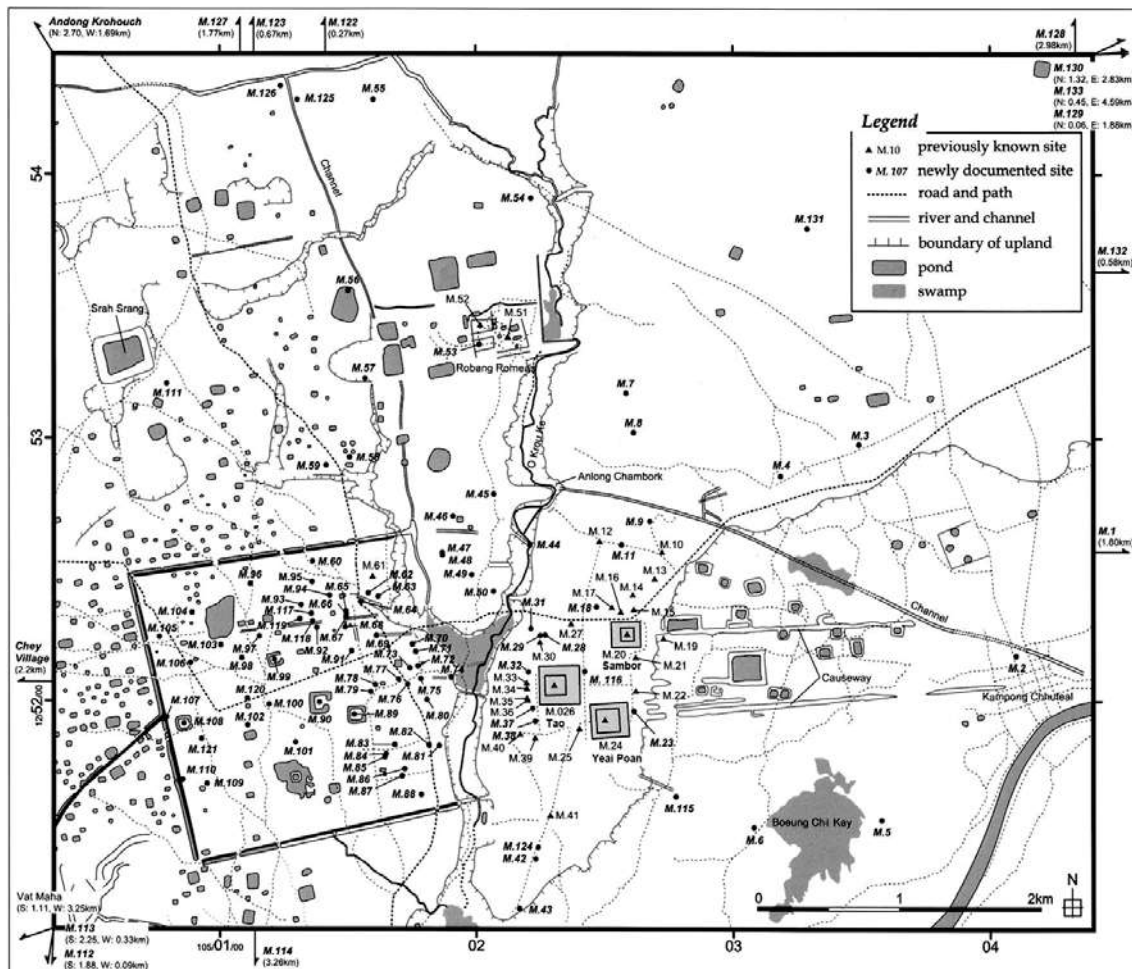 Andong Krohouch
(N: 2.70, W:1.69km)
M.127
(1.77km)
M.123
(0.67km)
M.122
(0.27km)
M.128
(2.98km)
M.130
(N: 1.32, E: 2.83km)
M.133
(N: 0.45, E: 4.59km)
M.129
(N: 0.06, E: 1.88km)
Legend
M.10 previously known site
M.107 newly documented site
road and path
river and channel
boundary of upland
pond
swamp
M.126
M.125
M.55
Channel
54
M.54
M.131
M.132
(0.58km)
M.56
Srah Srang
M.52
M.51
M.53
Robang Romeas
M.57
M.111
M.7
M.8
O Krou Ke
53
M.3
M.58
M.59
M.4
Anlong Chambork
M.45
M.46
M.9
M.1
(1.80km)
M.12
M.44
M.11
M.10
M.47
M.48
M.60
M.61
M.62
M.49
M.13
M.96
M.95
M.63
M.94
M.65
M.16
M.14
M.50
M.17
M.31
M.93
M.66
M.64
M.18
M.15
M.104
M.117
M.68
M.105
M.119
M.27
M.103
M.118
M.67
M.69
M.70
M.29
M.28
M.20
M.19
Channel
M.97
M.92
M.73
M.71
M.30
Sambor
Chey
Village
(2.2km)
M.106
M.98
M.91
M.72
M.21
M.2
M.99
M.78
M.77
M.74
M.32
M.116
M.33
Causeway
Kampong Chhuteal
M.79
M.76
M.75
M.34
M.22
52
12/52,000
M.120
M.35
M.026
M.107
M.100
M.90
M.89
M.80
M.36
Tao
M.108
M.102
M.37
M.23
M.82
M.38
M.24
M.121
M.101
M.83
M.81
M.40
M.25
Yeai Poan
M.84
M.39
M.85
M.110
M.109
M.86
M.87
M.88
M.115
M.41
Boeung Chi Kay
M.6
M.5
M.124
M.42
Vat Maha
(S: 1.11, W: 3.25km)
M.43
0 1 2km
N
M.113
(S: 2.25, W: 0.33km)
M.112
(S: 1.88, W: 0.09km)
105/01/00
M.114
(3.26km)
02
03
04